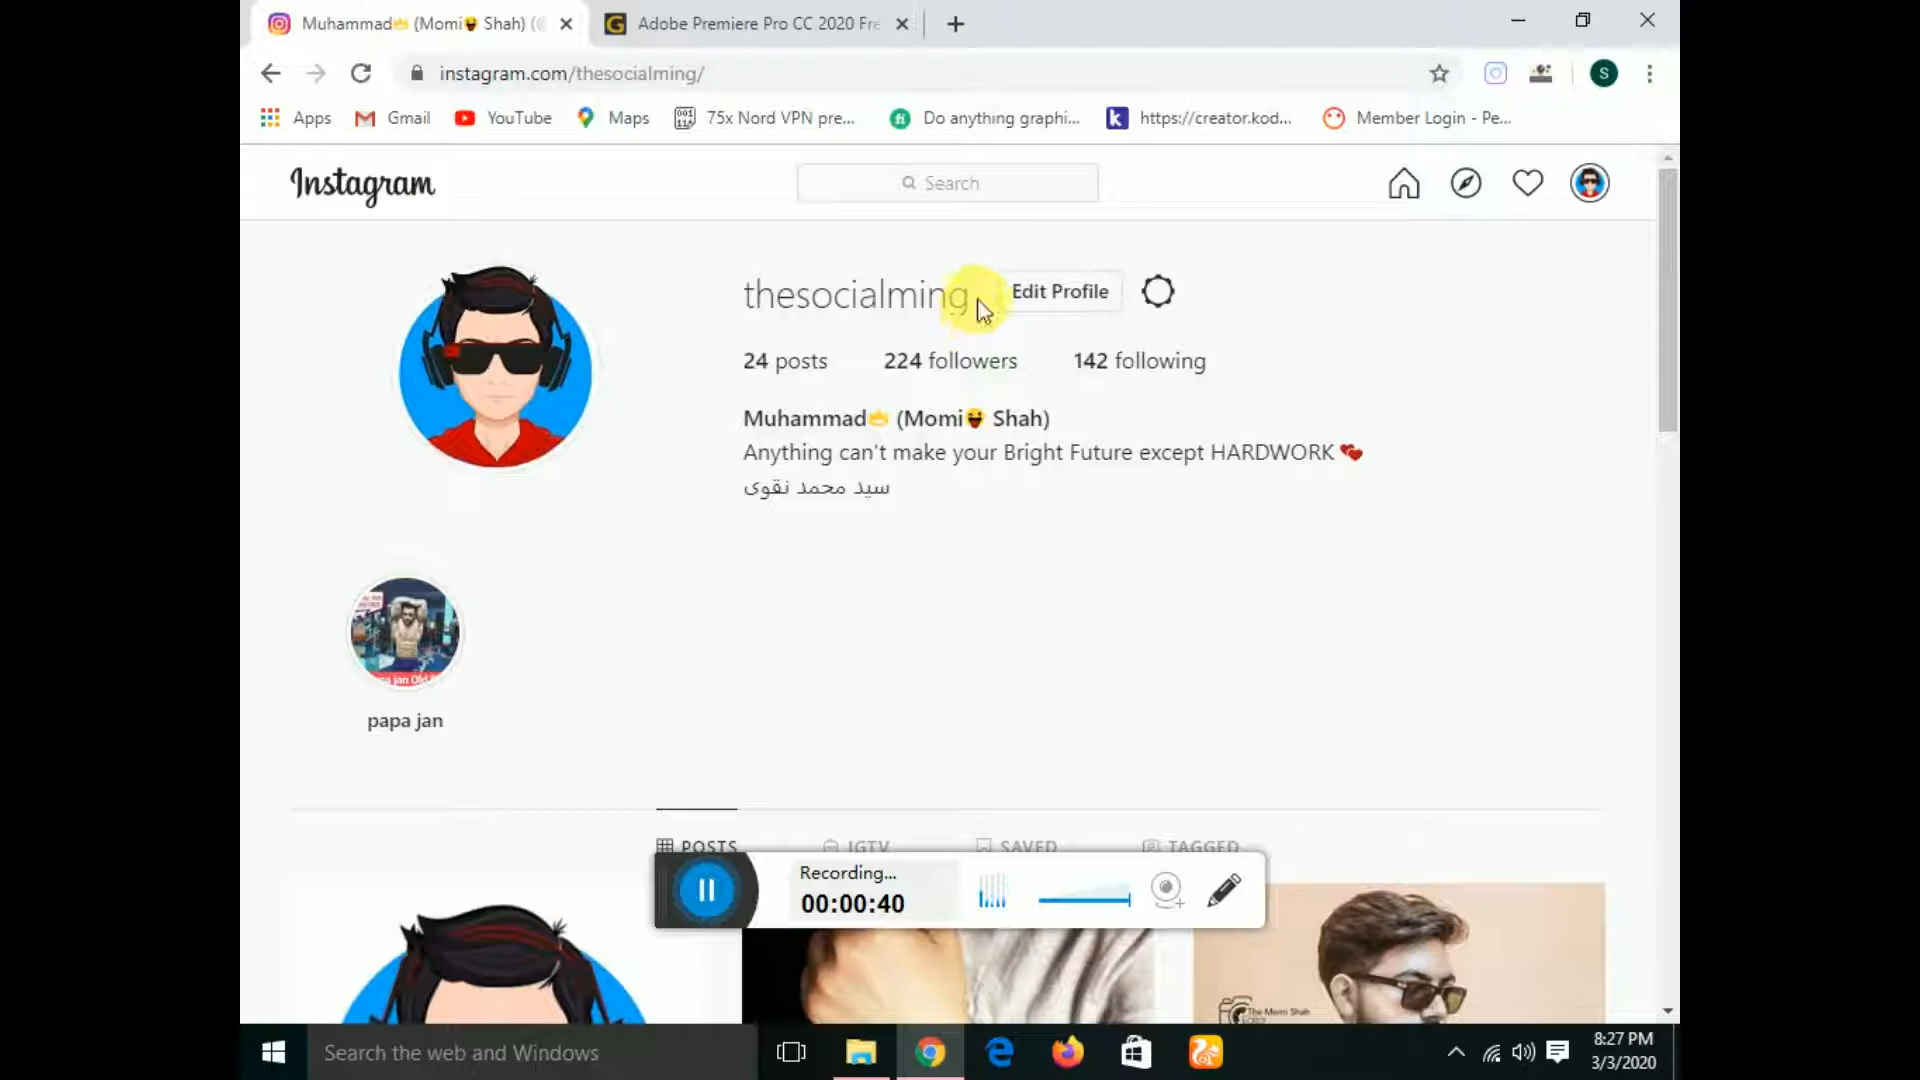 Muhammad👑 (Momi😜 Shah) (
Adobe Premiere Pro CC 2020 Fre
instagram.com/thesocialming/
S
Apps
Gmail
YouTube
Maps
75x Nord VPN pre...
Do anything graphi...
https://creator.kod...
Member Login - Pe...
Instagram
Search
thesocialming
Edit Profile
24 posts
224 followers
142 following
Muhammad👑 (Momi😜 Shah)
Anything can't make your Bright Future except HARDWORK 💕
سید محمد نقوی
papa jan
POSTS
IGTV
SAVED
TAGGED
Recording...
00:00:40
The Momi Shah
Search the web and Windows
8:27 PM
3/3/2020